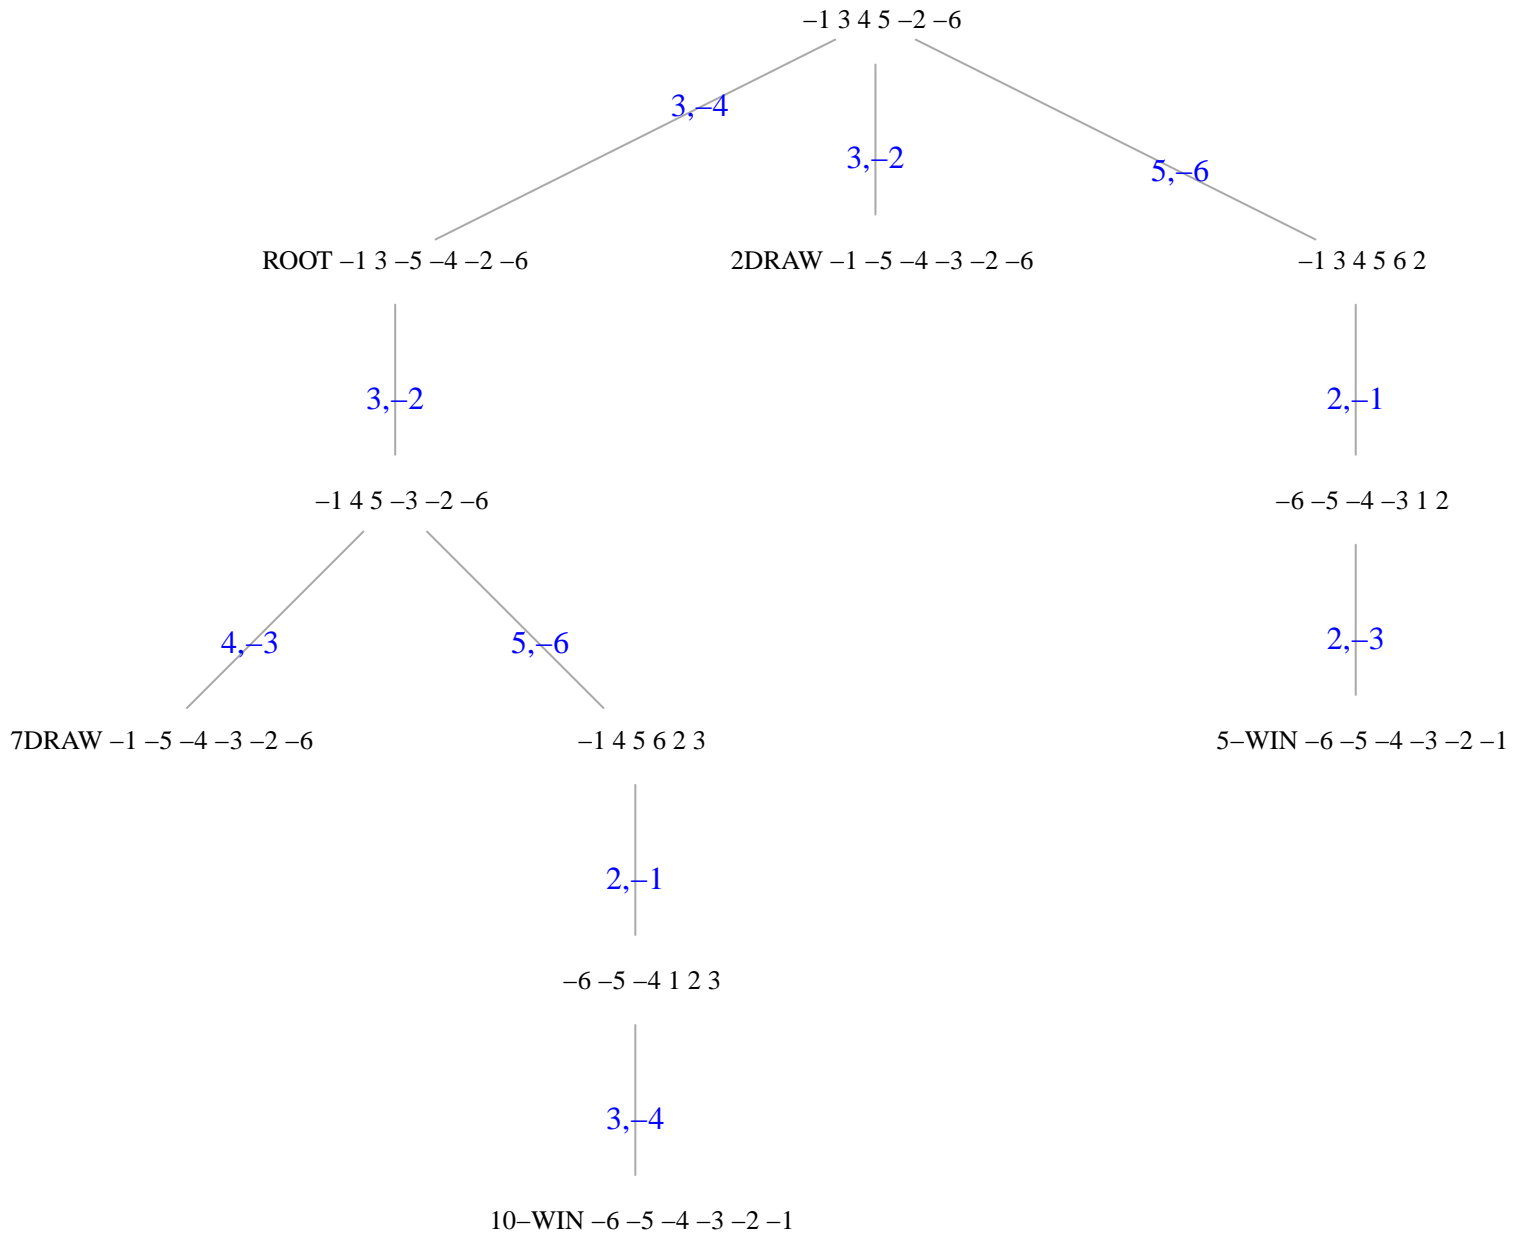 –1 3 4 5 –2 –6
3,–4
3,–2
5,–6
ROOT –1 3 –5 –4 –2 –6
2DRAW –1 –5 –4 –3 –2 –6
–1 3 4 5 6 2
3,–2
2,–1
–1 4 5 –3 –2 –6
–6 –5 –4 –3 1 2
4,–3
5,–6
2,–3
7DRAW –1 –5 –4 –3 –2 –6
–1 4 5 6 2 3
5–WIN –6 –5 –4 –3 –2 –1
2,–1
–6 –5 –4 1 2 3
3,–4
10–WIN –6 –5 –4 –3 –2 –1